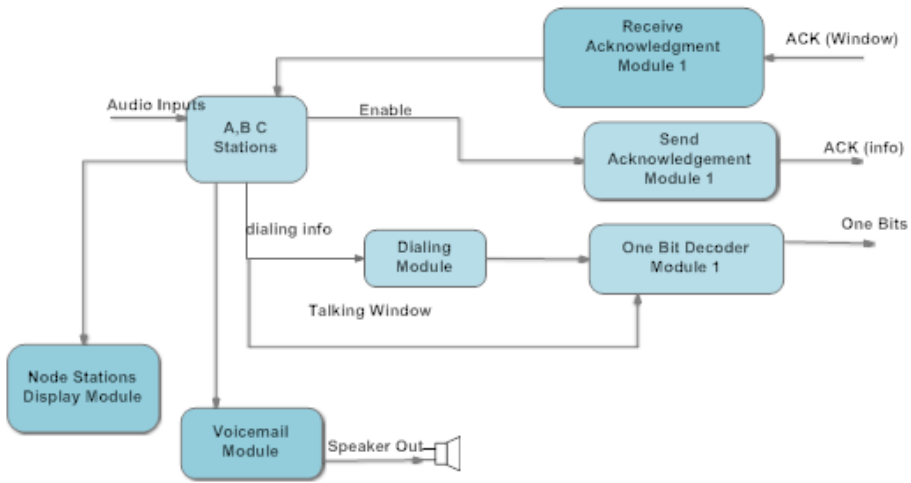 Receive
Acknowledgment
Module 1
ACK (Window)
Audio Inputs
A,B C
Stations
Enable
Send
Acknowledgement
Module 1
ACK (info)
dialing info
Dialing
Module
One Bit Decoder
Module 1
One Bits
Talking Window
Node Stations
Display Module
Voicemail
Module
Speaker Out